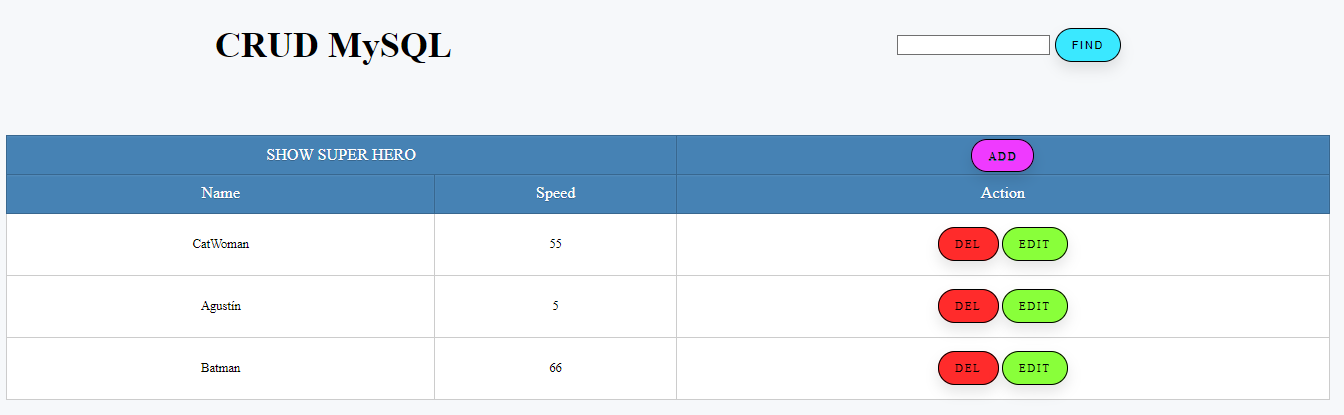 CRUD MySQL FIND
SHOW SUPER HERO ADD
Name Speed Action
CatWoman 55 DEL EDIT
Agustín 5 DEL EDIT
Batman 66 DEL EDIT